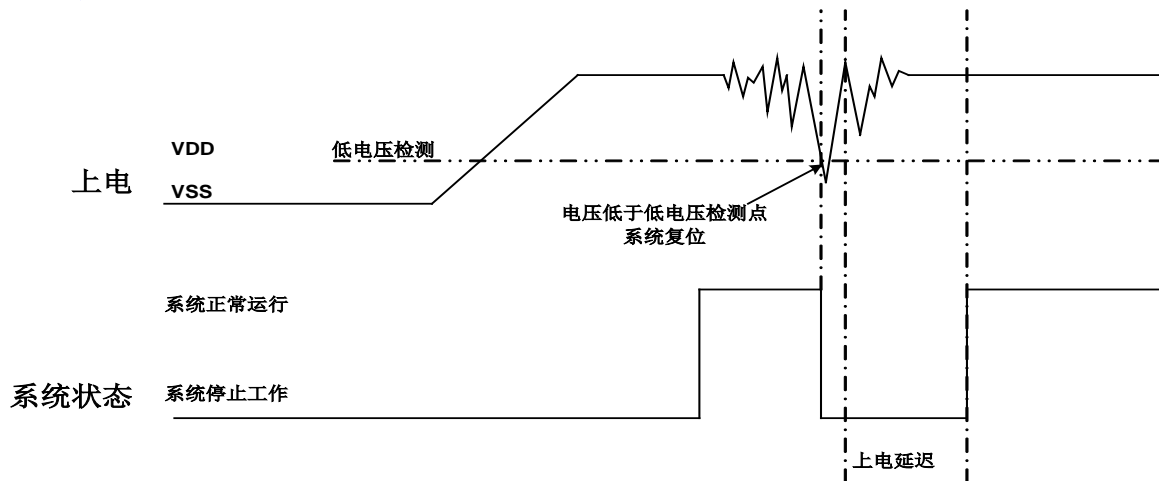 VDD
低电压检测
上电
VSS
电压低于低电压检测点
系统复位
系统正常运行
系统状态
系统停止工作
上电延迟